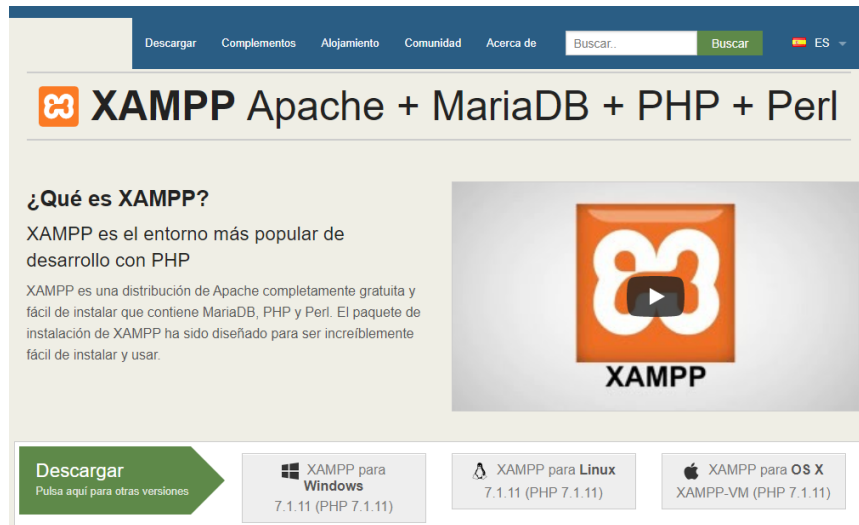 Descargar Complementos Alojamiento Comunidad Acerca de Buscar.. Buscar ES
XAMPP Apache + MariaDB + PHP + Perl
¿Qué es XAMPP?
XAMPP es el entorno más popular de
desarrollo con PHP
XAMPP es una distribución de Apache completamente gratuita y
fácil de instalar que contiene MariaDB, PHP y Perl. El paquete de
instalación de XAMPP ha sido diseñado para ser increíblemente
fácil de instalar y usar.
XAMPP
Descargar
Pulsa aquí para otras versiones
XAMPP para
Windows
7.1.11 (PHP 7.1.11)
XAMPP para Linux
7.1.11 (PHP 7.1.11)
XAMPP para OS X
XAMPP-VM (PHP 7.1.11)